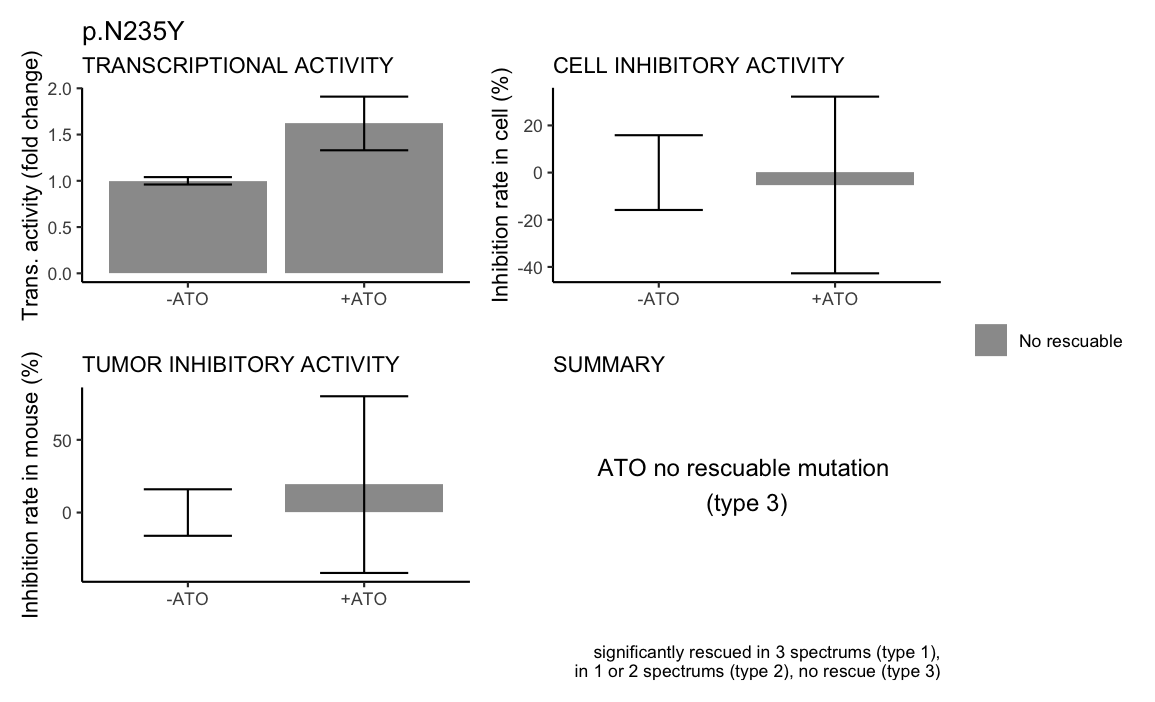 p.N235Y
TRANSCRIPTIONAL ACTIVITY
Trans. activity (fold change)
2.0
1.5
1.0
0.5
0.0
-ATO
+ATO
CELL INHIBITORY ACTIVITY
Inhibition rate in cell (%)
20
0
-20
-40
-ATO
+ATO
No rescuable
TUMOR INHIBITORY ACTIVITY
Inhibition rate in mouse (%)
50
0
-ATO
+ATO
SUMMARY
ATO no rescuable mutation
(type 3)
significantly rescued in 3 spectrums (type 1),
in 1 or 2 spectrums (type 2), no rescue (type 3)